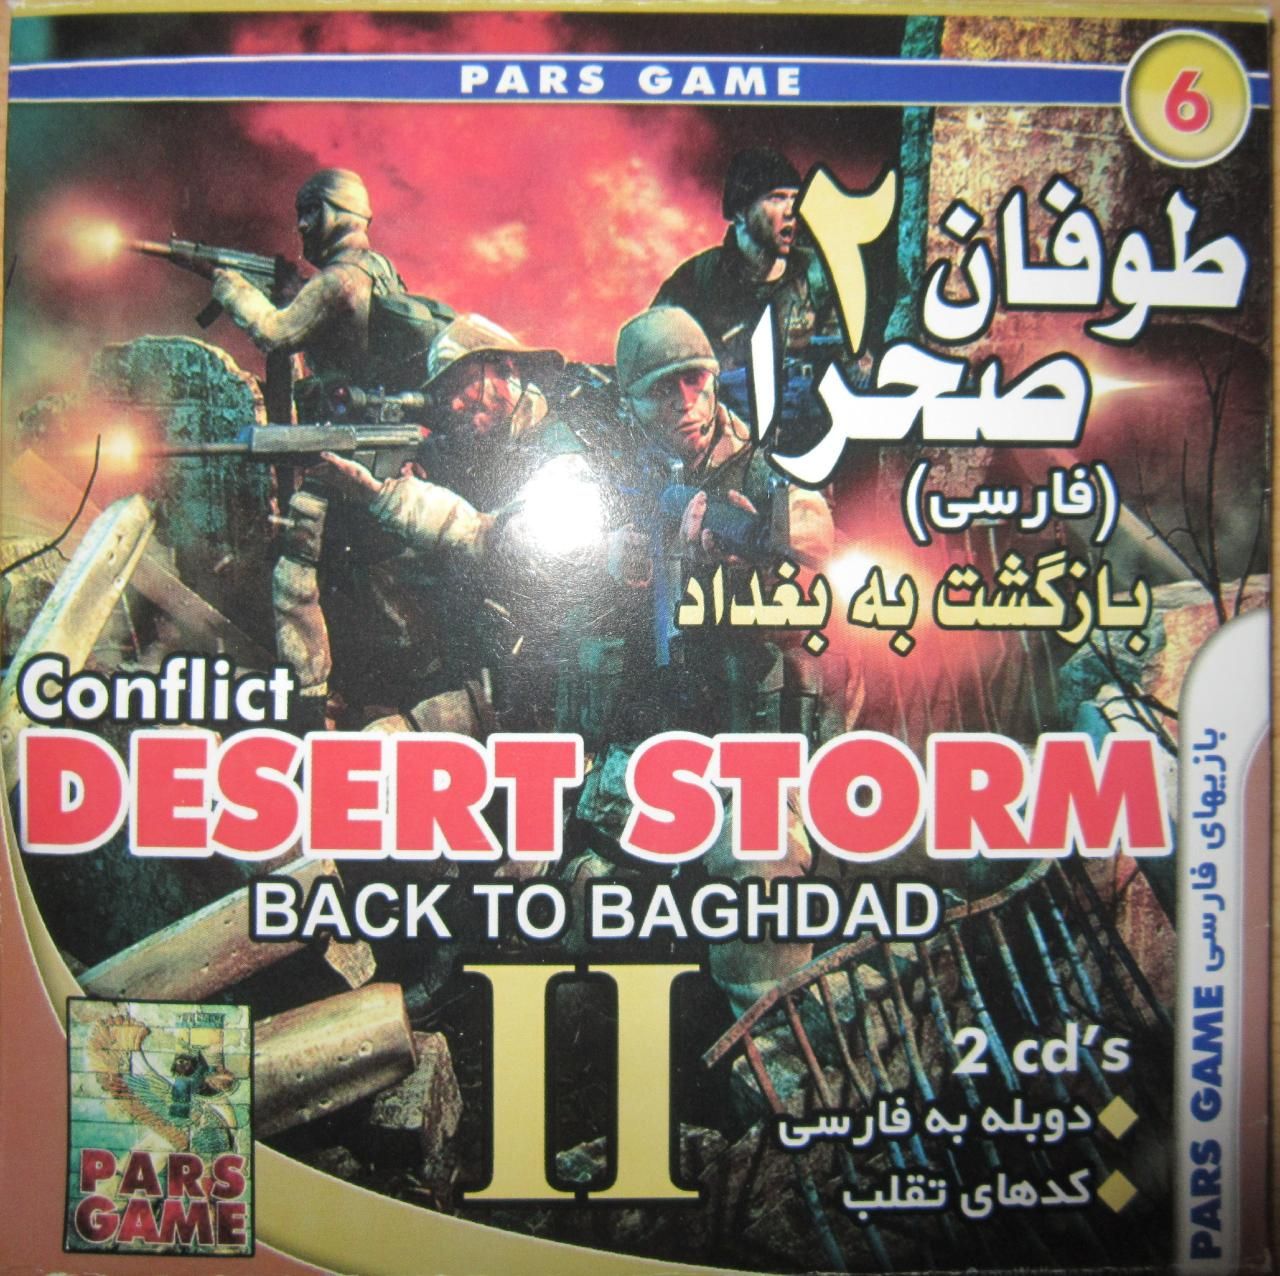 PARS GAME
6
طوفان ۲
صحرا
(فارسی)
بازگشت به بغداد
Conflict
DESERT STORM
BACK TO BAGHDAD
II
2 cd's
دوبله به فارسی
کدهای تقلب
PARS
GAME
بازیهای فارسی PARS GAME